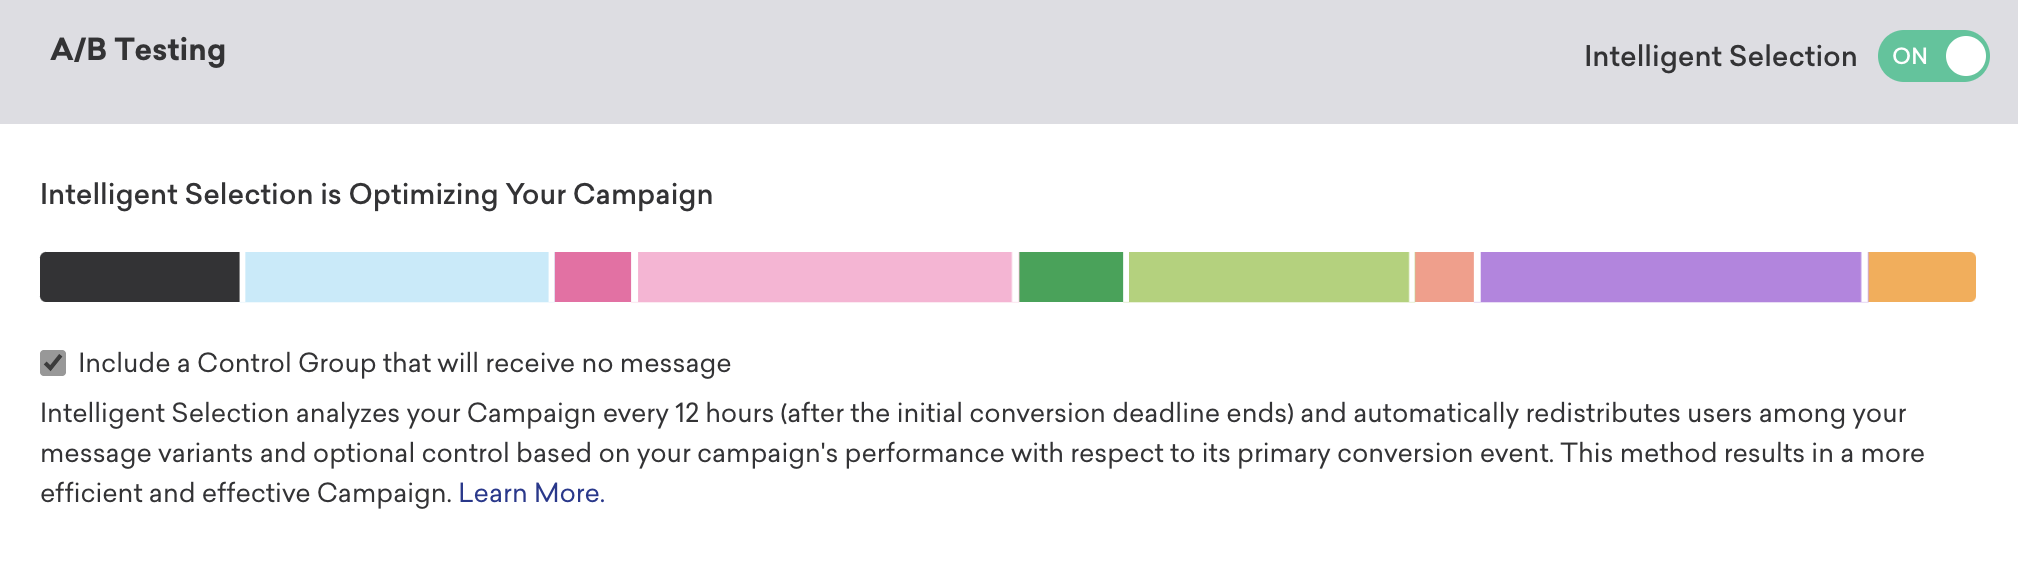 A/B Testing
Intelligent Selection
ON
Intelligent Selection is Optimizing Your Campaign
Include a Control Group that will receive no message
Intelligent Selection analyzes your Campaign every 12 hours (after the initial conversion deadline ends) and automatically redistributes users among your
message variants and optional control based on your campaign's performance with respect to its primary conversion event. This method results in a more
efficient and effective Campaign. Learn More.